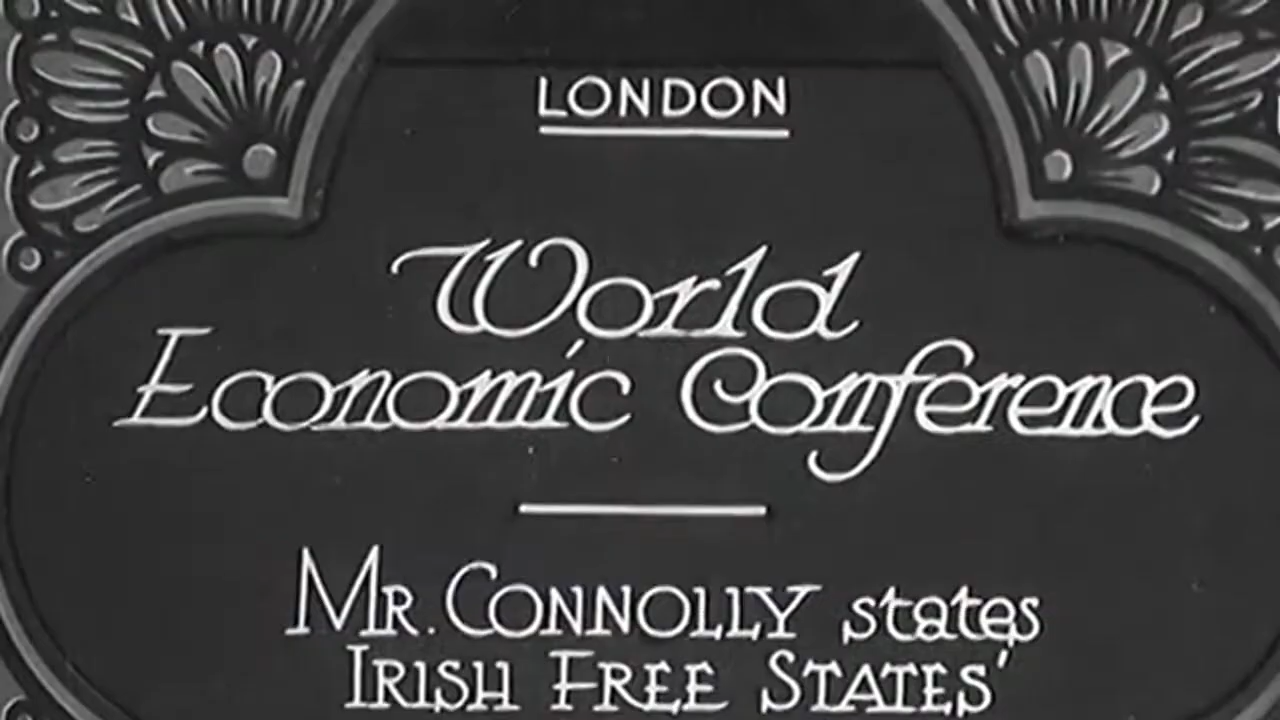 LONDON
World
Economic Conference
MR. CONNOLLY states
IRISH FREE STATES'